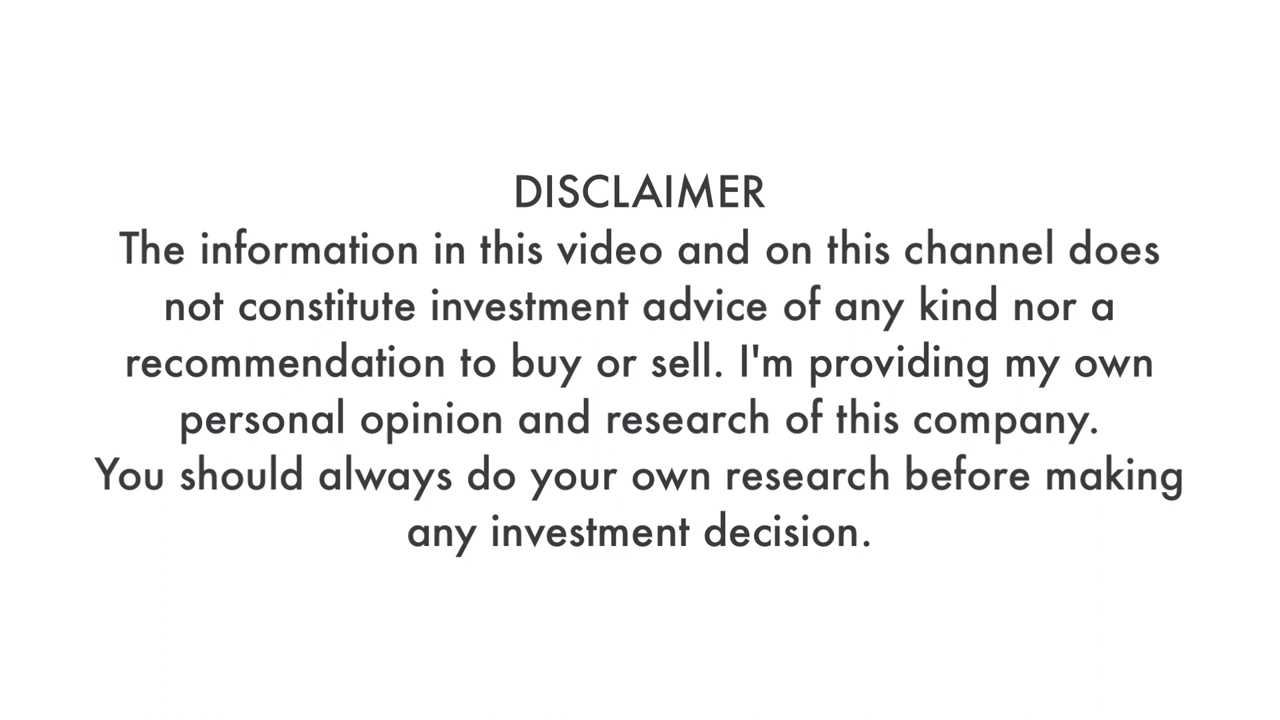 DISCLAIMER
The information in this video and on this channel does
not constitute investment advice of any kind nor a
recommendation to buy or sell. I'm providing my own
personal opinion and research of this company.
You should always do your own research before making
any investment decision.